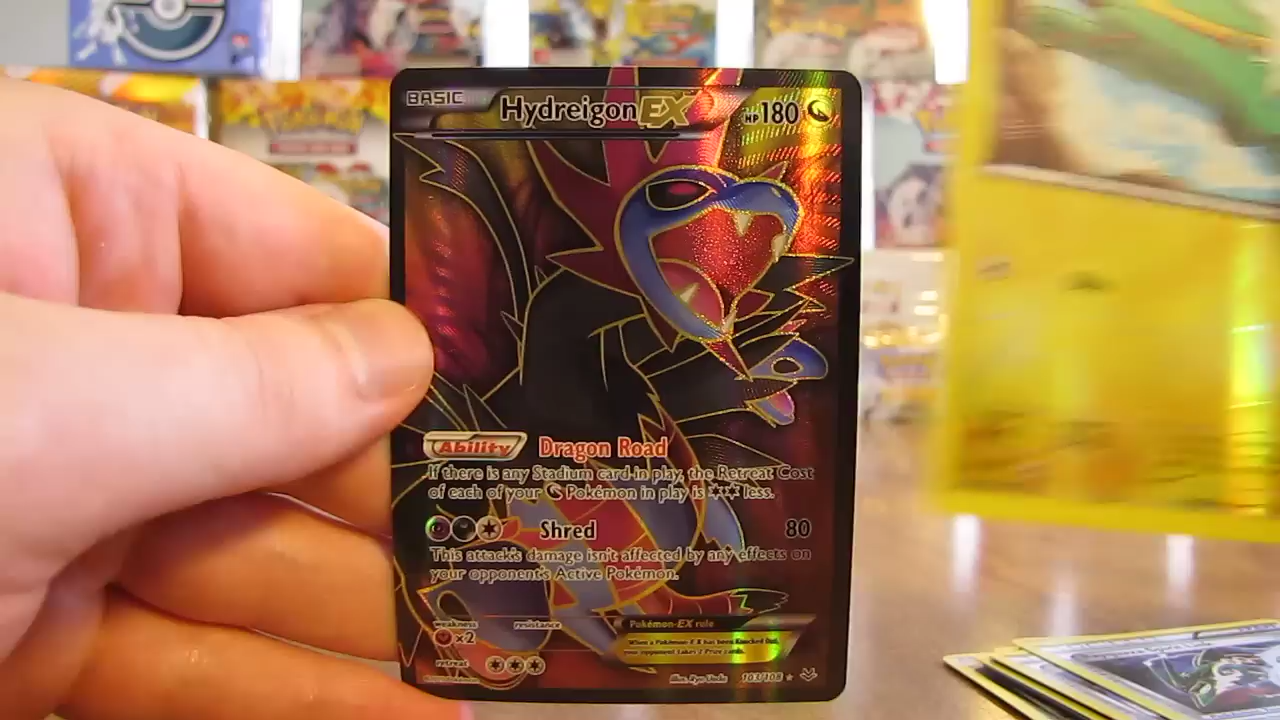 BASIC
Hydreigon EX
HP180
Ability Dragon Road
If there is any Stadium card in play, the Retreat Cost
of each of your Pokémon in play is less.
Shred 80
This attack's damage isn't affected by any effects on
your opponent's Active Pokémon.
weakness resistance
×2
retreat
Pokémon-EX rule
When a Pokémon-EX has been Knocked Out,
your opponent takes 2 Prize cards.
Illus. Ryo Ueda 103/108
Pokémon